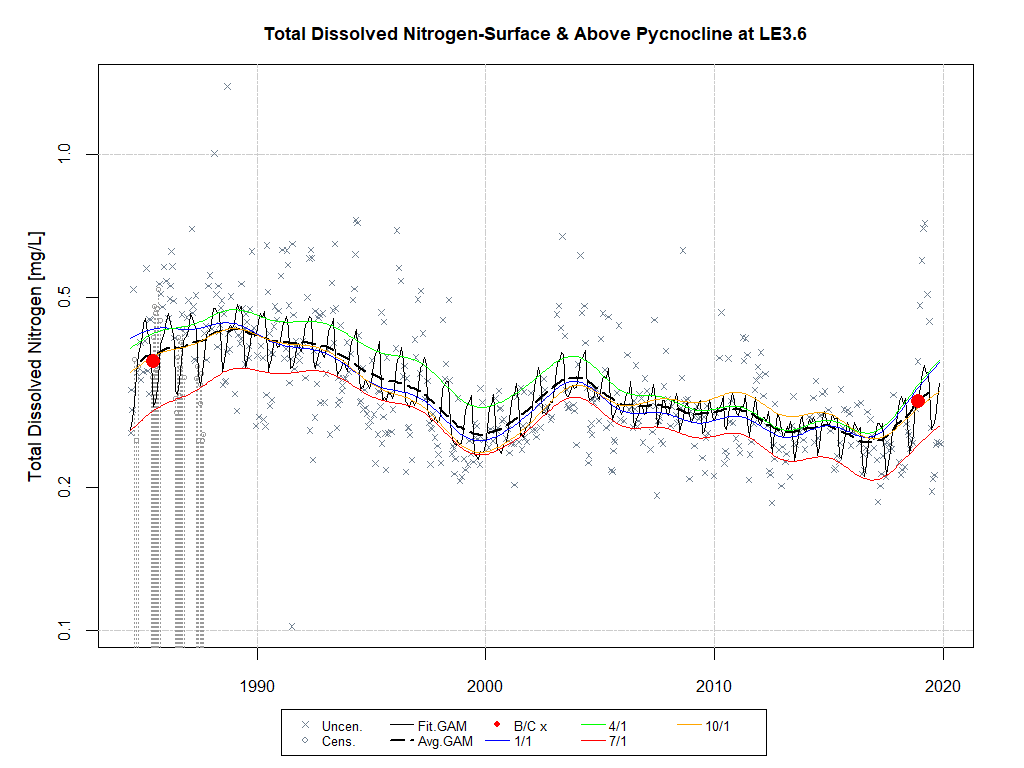 Total Dissolved Nitrogen-Surface & Above Pycnocline at LE3.6
Total Dissolved Nitrogen [mg/L]
1.0
0.5
0.2
0.1
1990 2000 2010 2020
Uncen. Fit.GAM B/C x 4/1 10/1
Cens. Avg.GAM 1/1 7/1